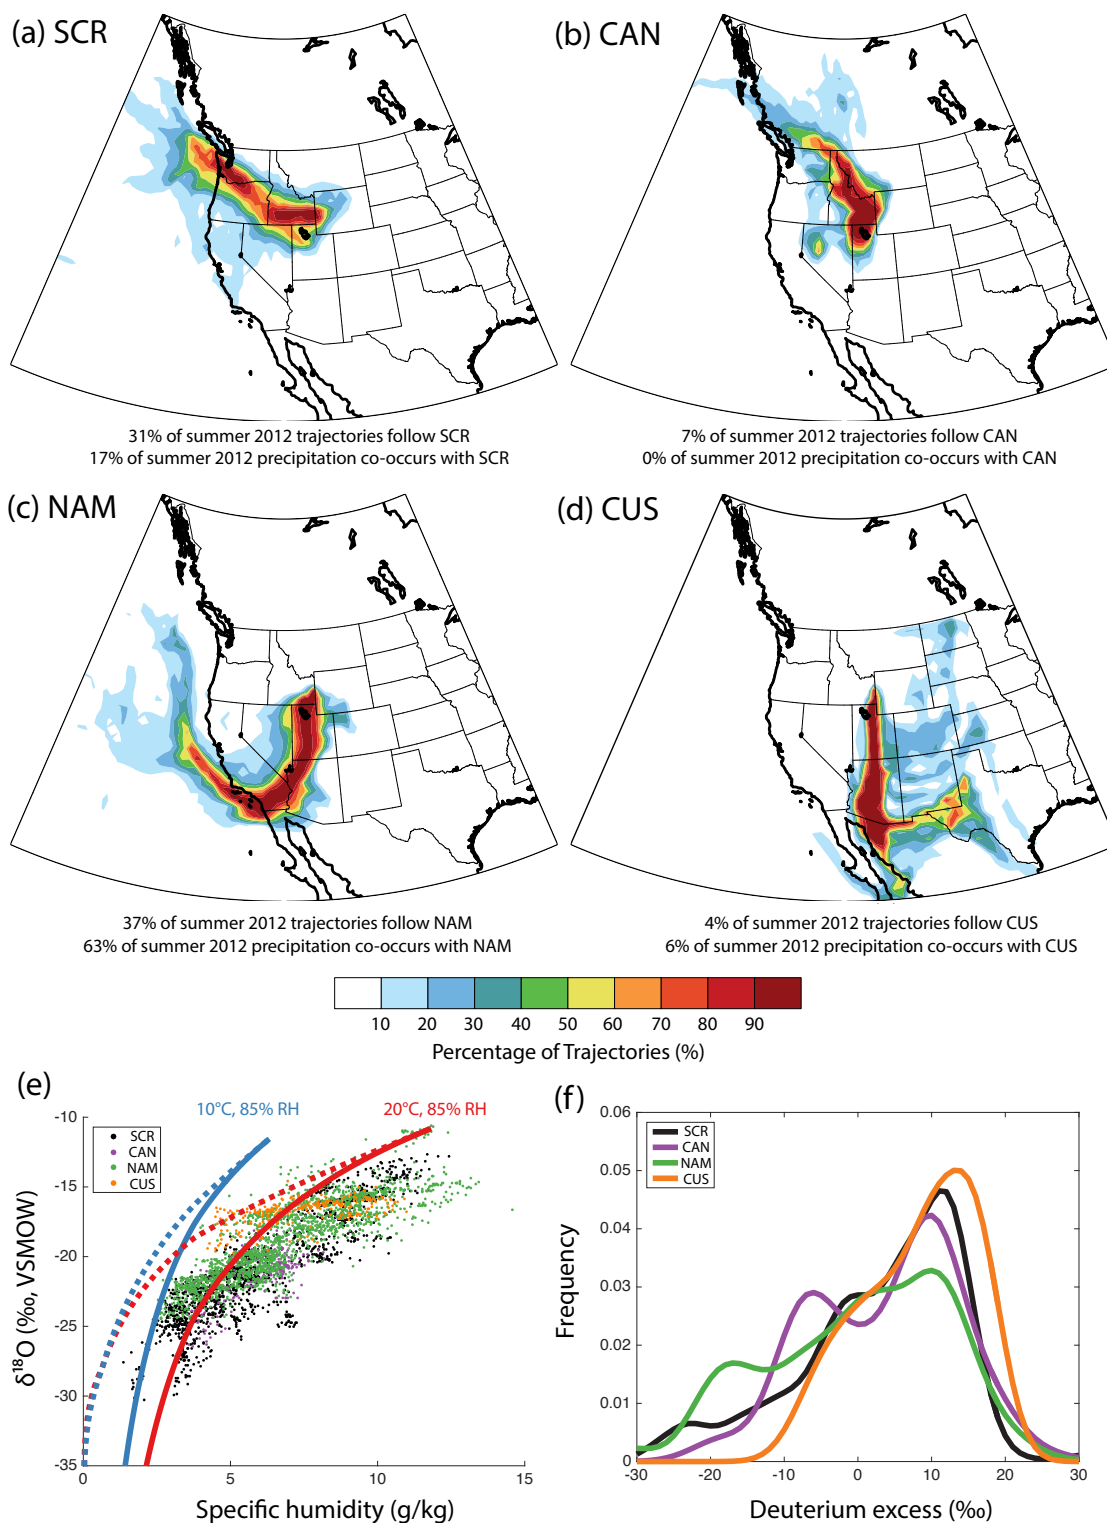 (a) SCR
(b) CAN
31% of summer 2012 trajectories follow SCR
17% of summer 2012 precipitation co-occurs with SCR
7% of summer 2012 trajectories follow CAN
0% of summer 2012 precipitation co-occurs with CAN
(c) NAM
(d) CUS
37% of summer 2012 trajectories follow NAM
63% of summer 2012 precipitation co-occurs with NAM
4% of summer 2012 trajectories follow CUS
6% of summer 2012 precipitation co-occurs with CUS
10 20 30 40 50 60 70 80 90
Percentage of Trajectories (%)
(e)
10°C, 85% RH
20°C, 85% RH
SCR
CAN
NAM
CUS
-10
-15
-20
-25
-30
-35
δ¹⁸O (‰, VSMOW)
0 5 10 15
Specific humidity (g/kg)
(f)
SCR
CAN
NAM
CUS
0.06
0.05
0.04
0.03
0.02
0.01
0
Frequency
-30 -20 -10 0 10 20 30
Deuterium excess (‰)